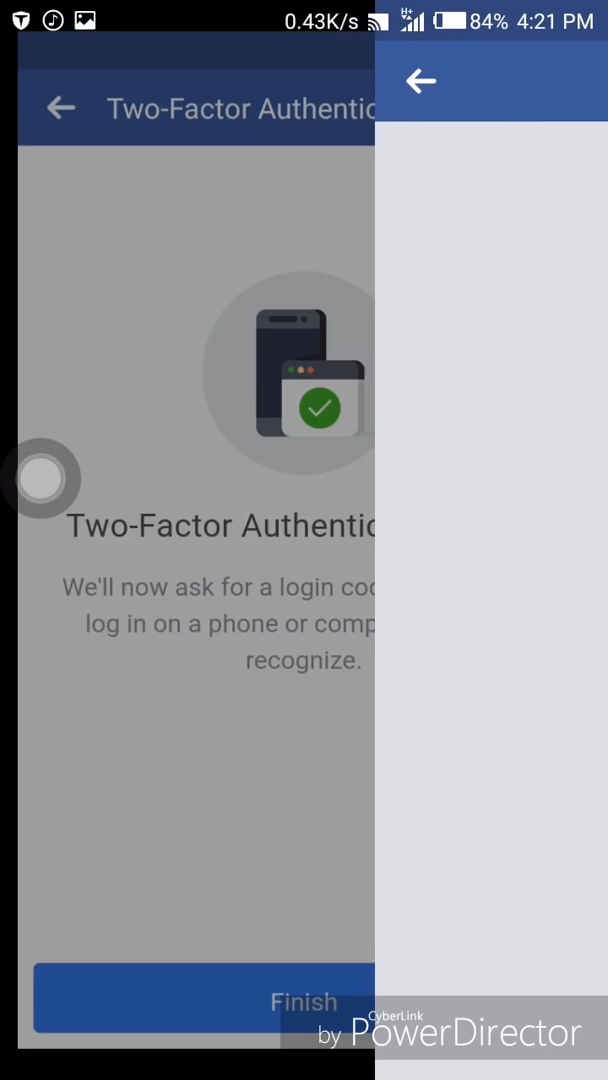 0.43K/s H+ 84% 4:21 PM
Two-Factor Authentic
Two-Factor Authentic
We'll now ask for a login co
log in on a phone or comp
recognize.
Finish
CyberLink
by PowerDirector